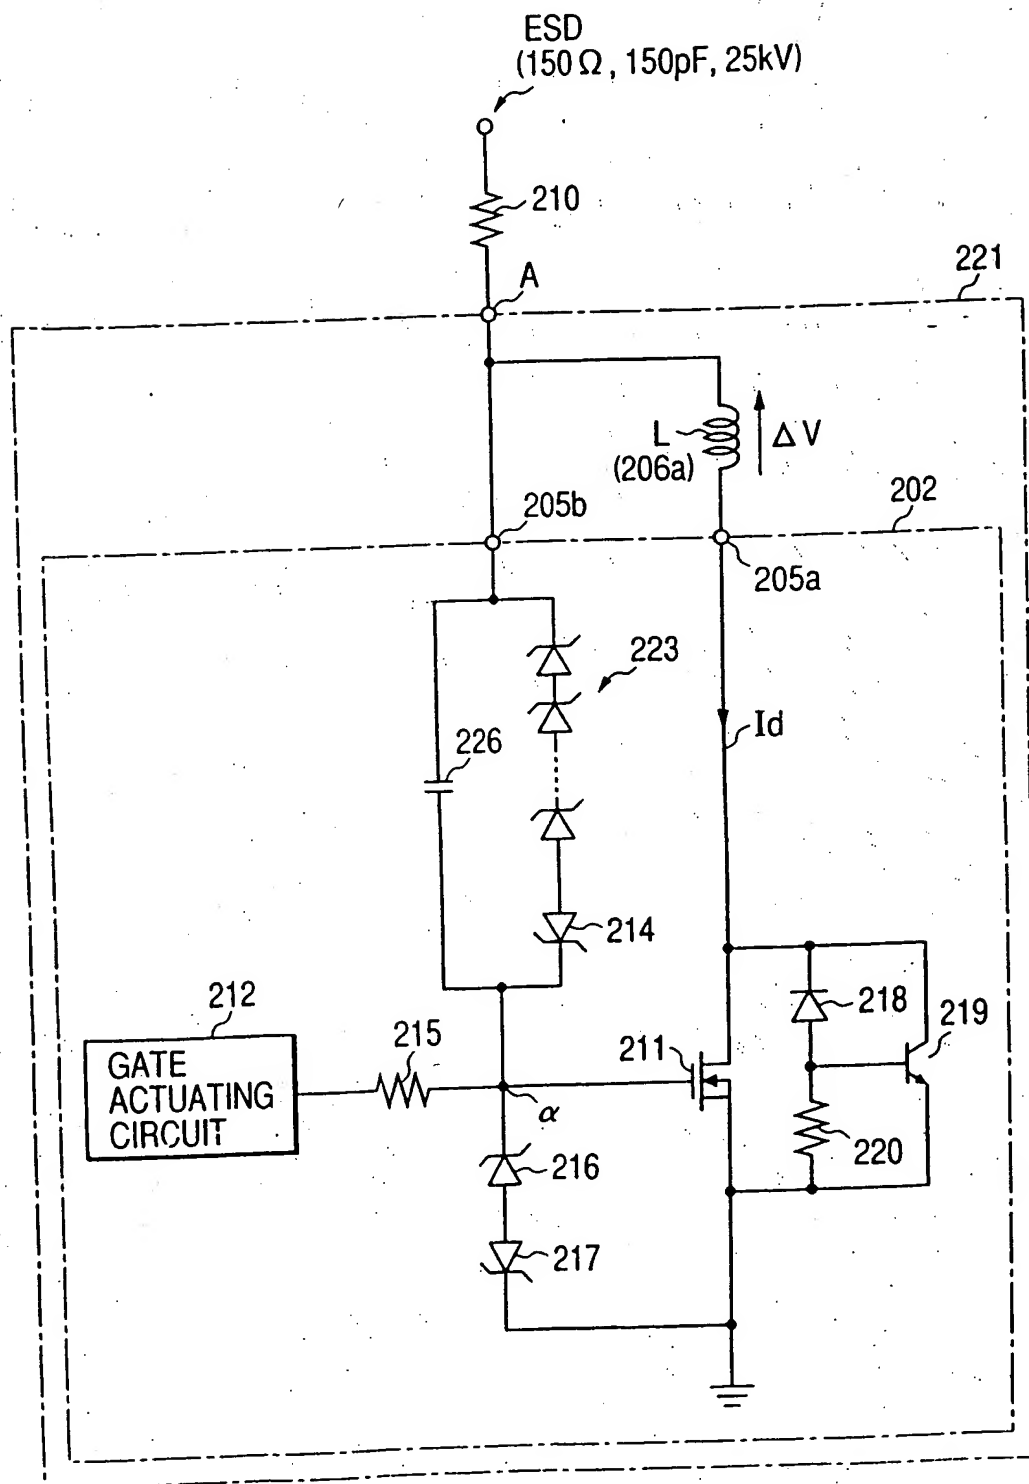 ESD
(150Ω, 150pF, 25kV)
210
A
221
L
(206a)
ΔV
205b
202
205a
223
Id
226
214
212
GATE
ACTUATING
CIRCUIT
215
α
211
218
219
220
216
217